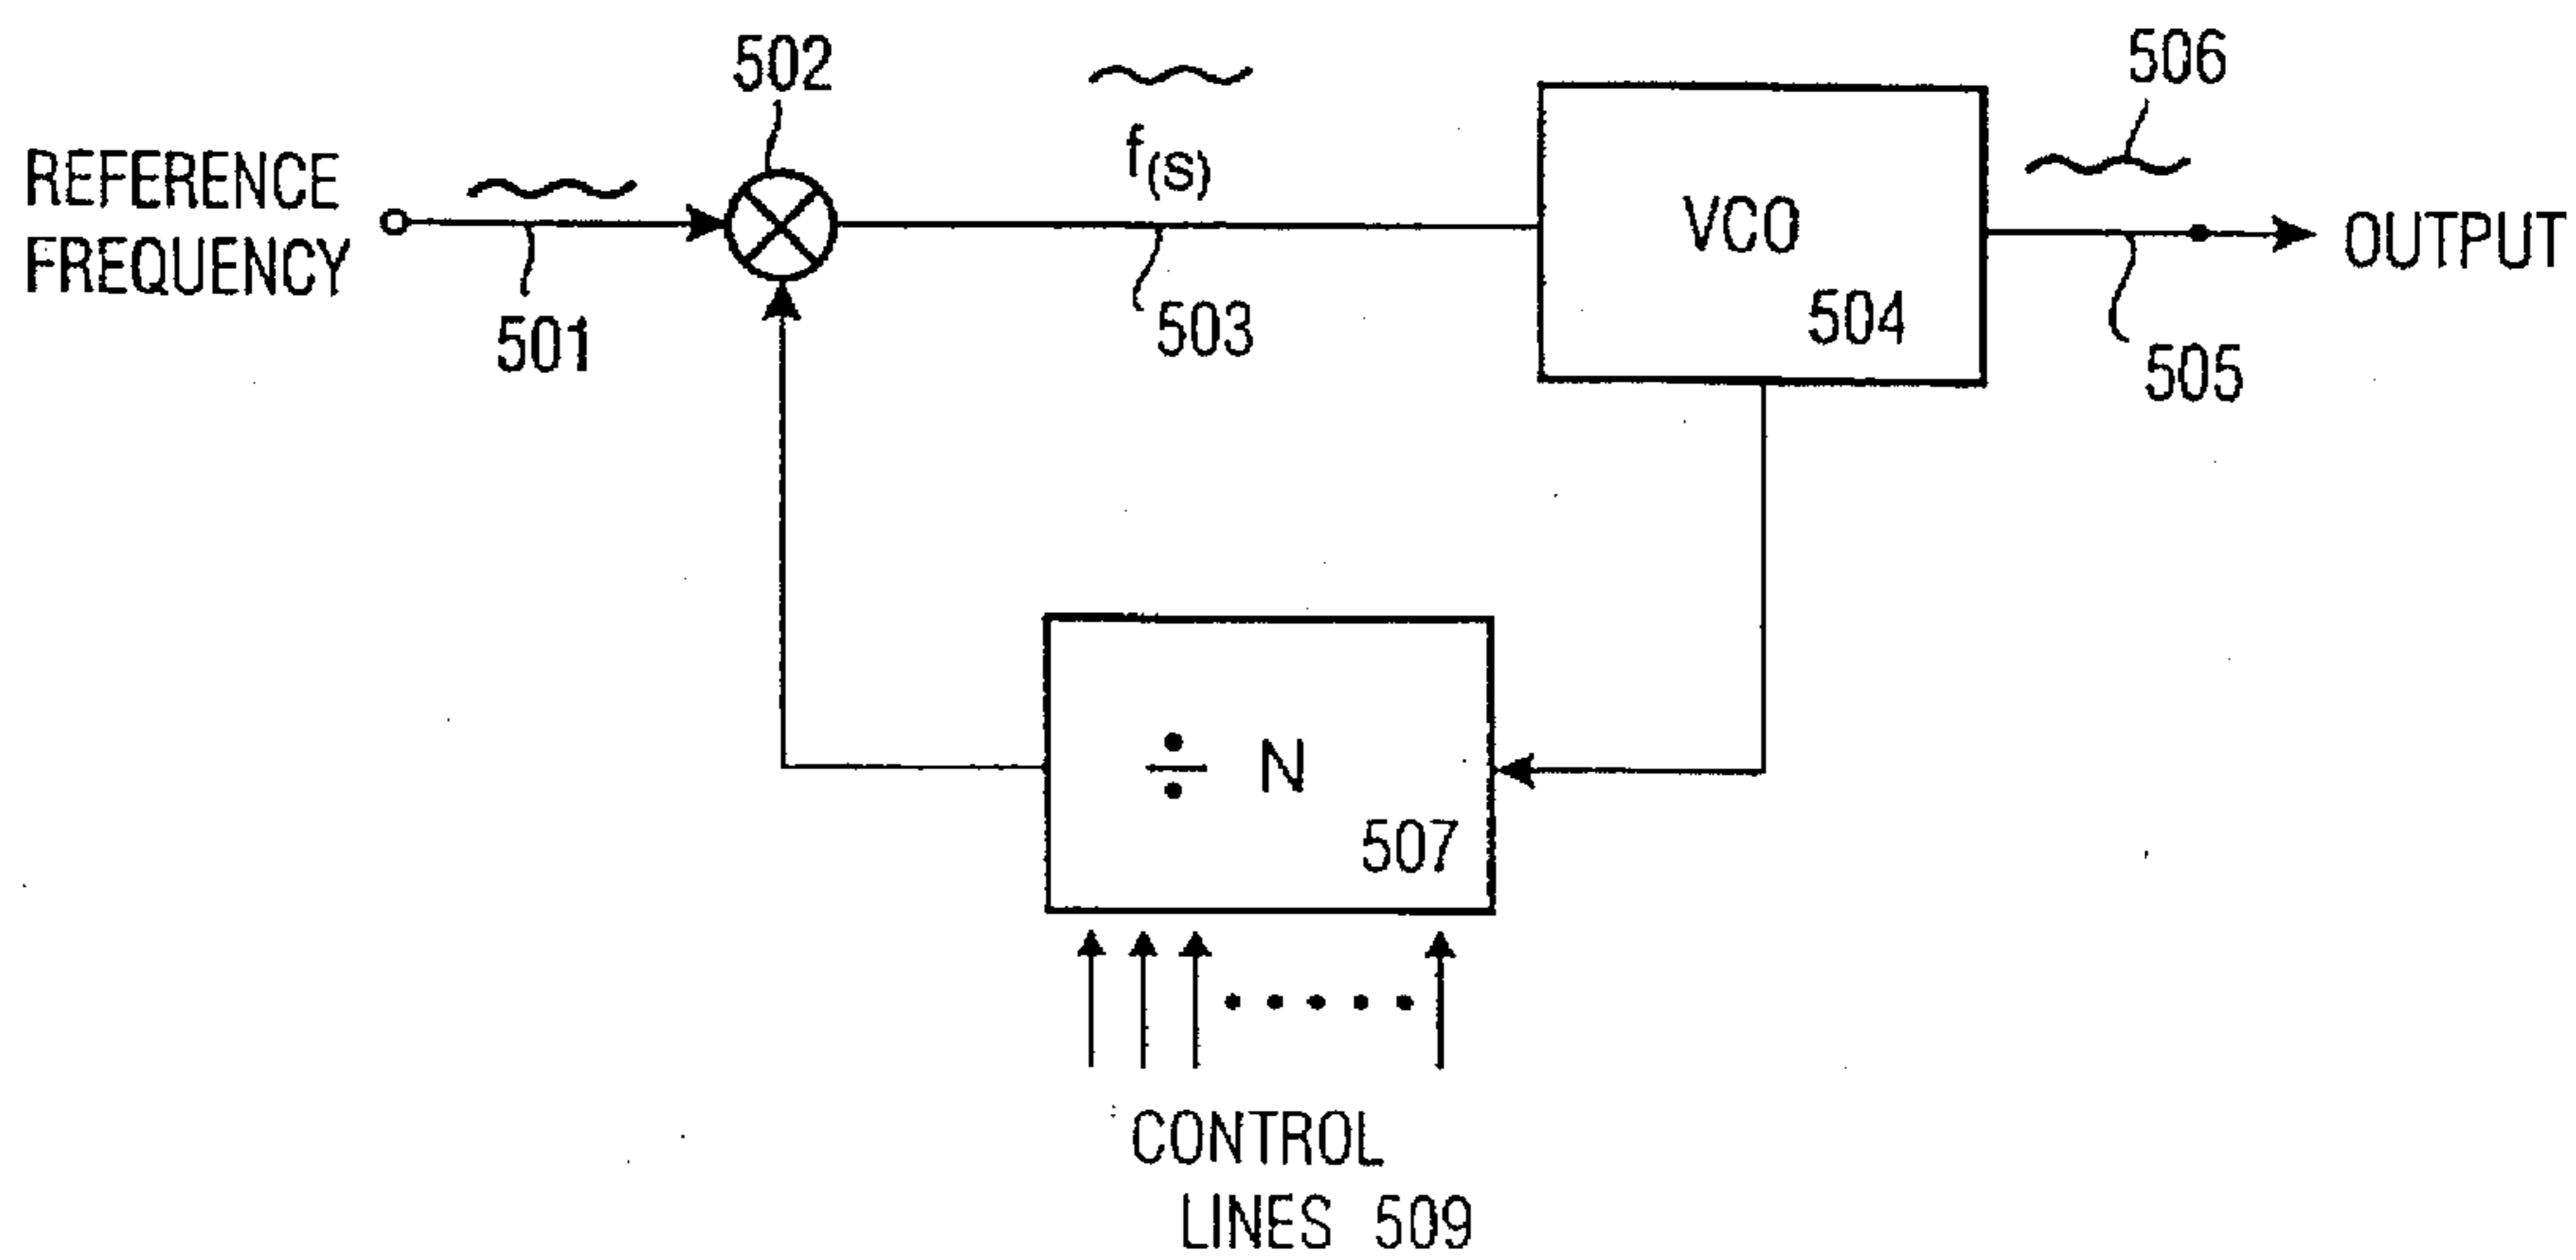 502
506
REFERENCE
FREQUENCY
501
f(S)
503
VCO
504
OUTPUT
505
÷ N
507
CONTROL
LINES 509